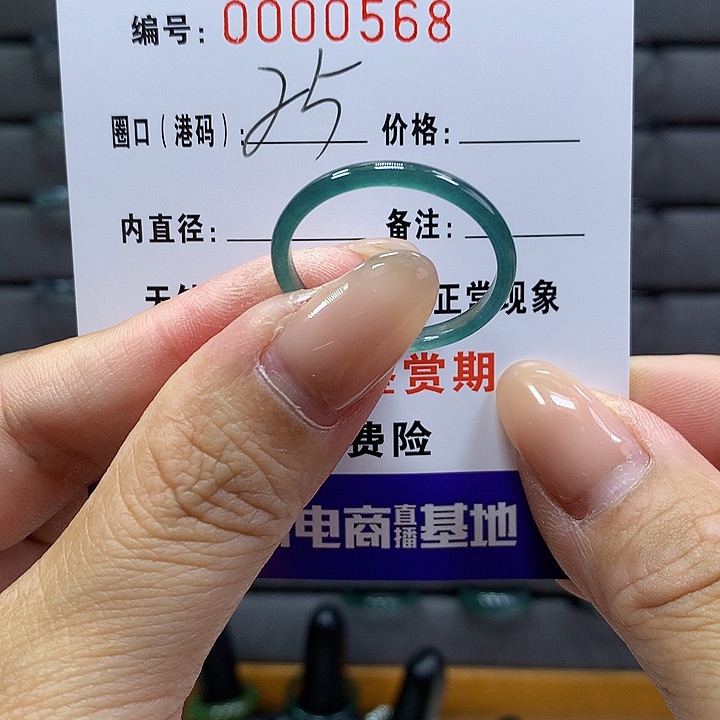 编号: 0000568
圈口(港码): 25 价格:
内直径: 备注:
无 正常现象
赏期
费险
电商直播基地